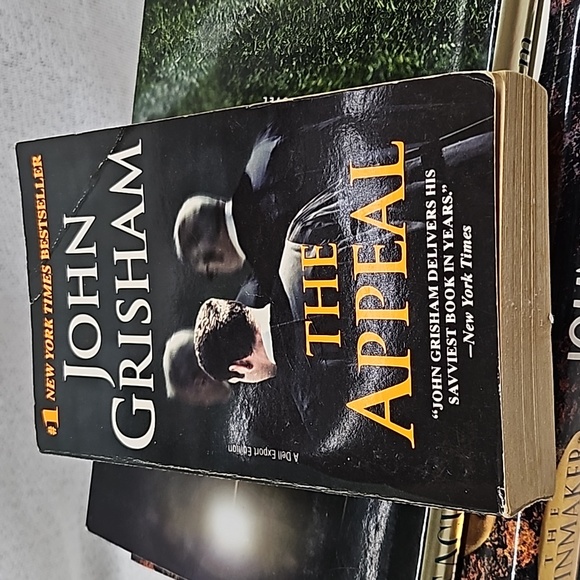 #1 NEW YORK TIMES BESTSELLER
JOHN
GRISHAM
A Dell Export Edition
THE
APPEAL
“JOHN GRISHAM DELIVERS HIS
SAVVIEST BOOK IN YEARS.”
—New York Times
THE